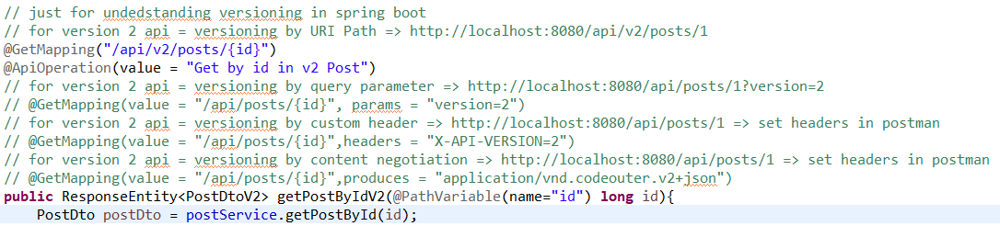 // just for undedstanding versioning in spring boot
// for version 2 api = versioning by URI Path => http://localhost:8080/api/v2/posts/1
@GetMapping("/api/v2/posts/{id}")
@ApiOperation(value = "Get by id in v2 Post")
// for version 2 api = versioning by query parameter => http://localhost:8080/api/posts/1?version=2
// @GetMapping(value = "/api/posts/{id}", params = "version=2")
// for version 2 api = versioning by custom header => http://localhost:8080/api/posts/1 => set headers in postman
// @GetMapping(value = "/api/posts/{id}",headers = "X-API-VERSION=2")
// for version 2 api = versioning by content negotiation => http://localhost:8080/api/posts/1 => set headers in postman
// @GetMapping(value = "/api/posts/{id}",produces = "application/vnd.codeouter.v2+json")
public ResponseEntity<PostDtoV2> getPostByIdV2(@PathVariable(name="id") long id){
PostDto postDto = postService.getPostById(id);